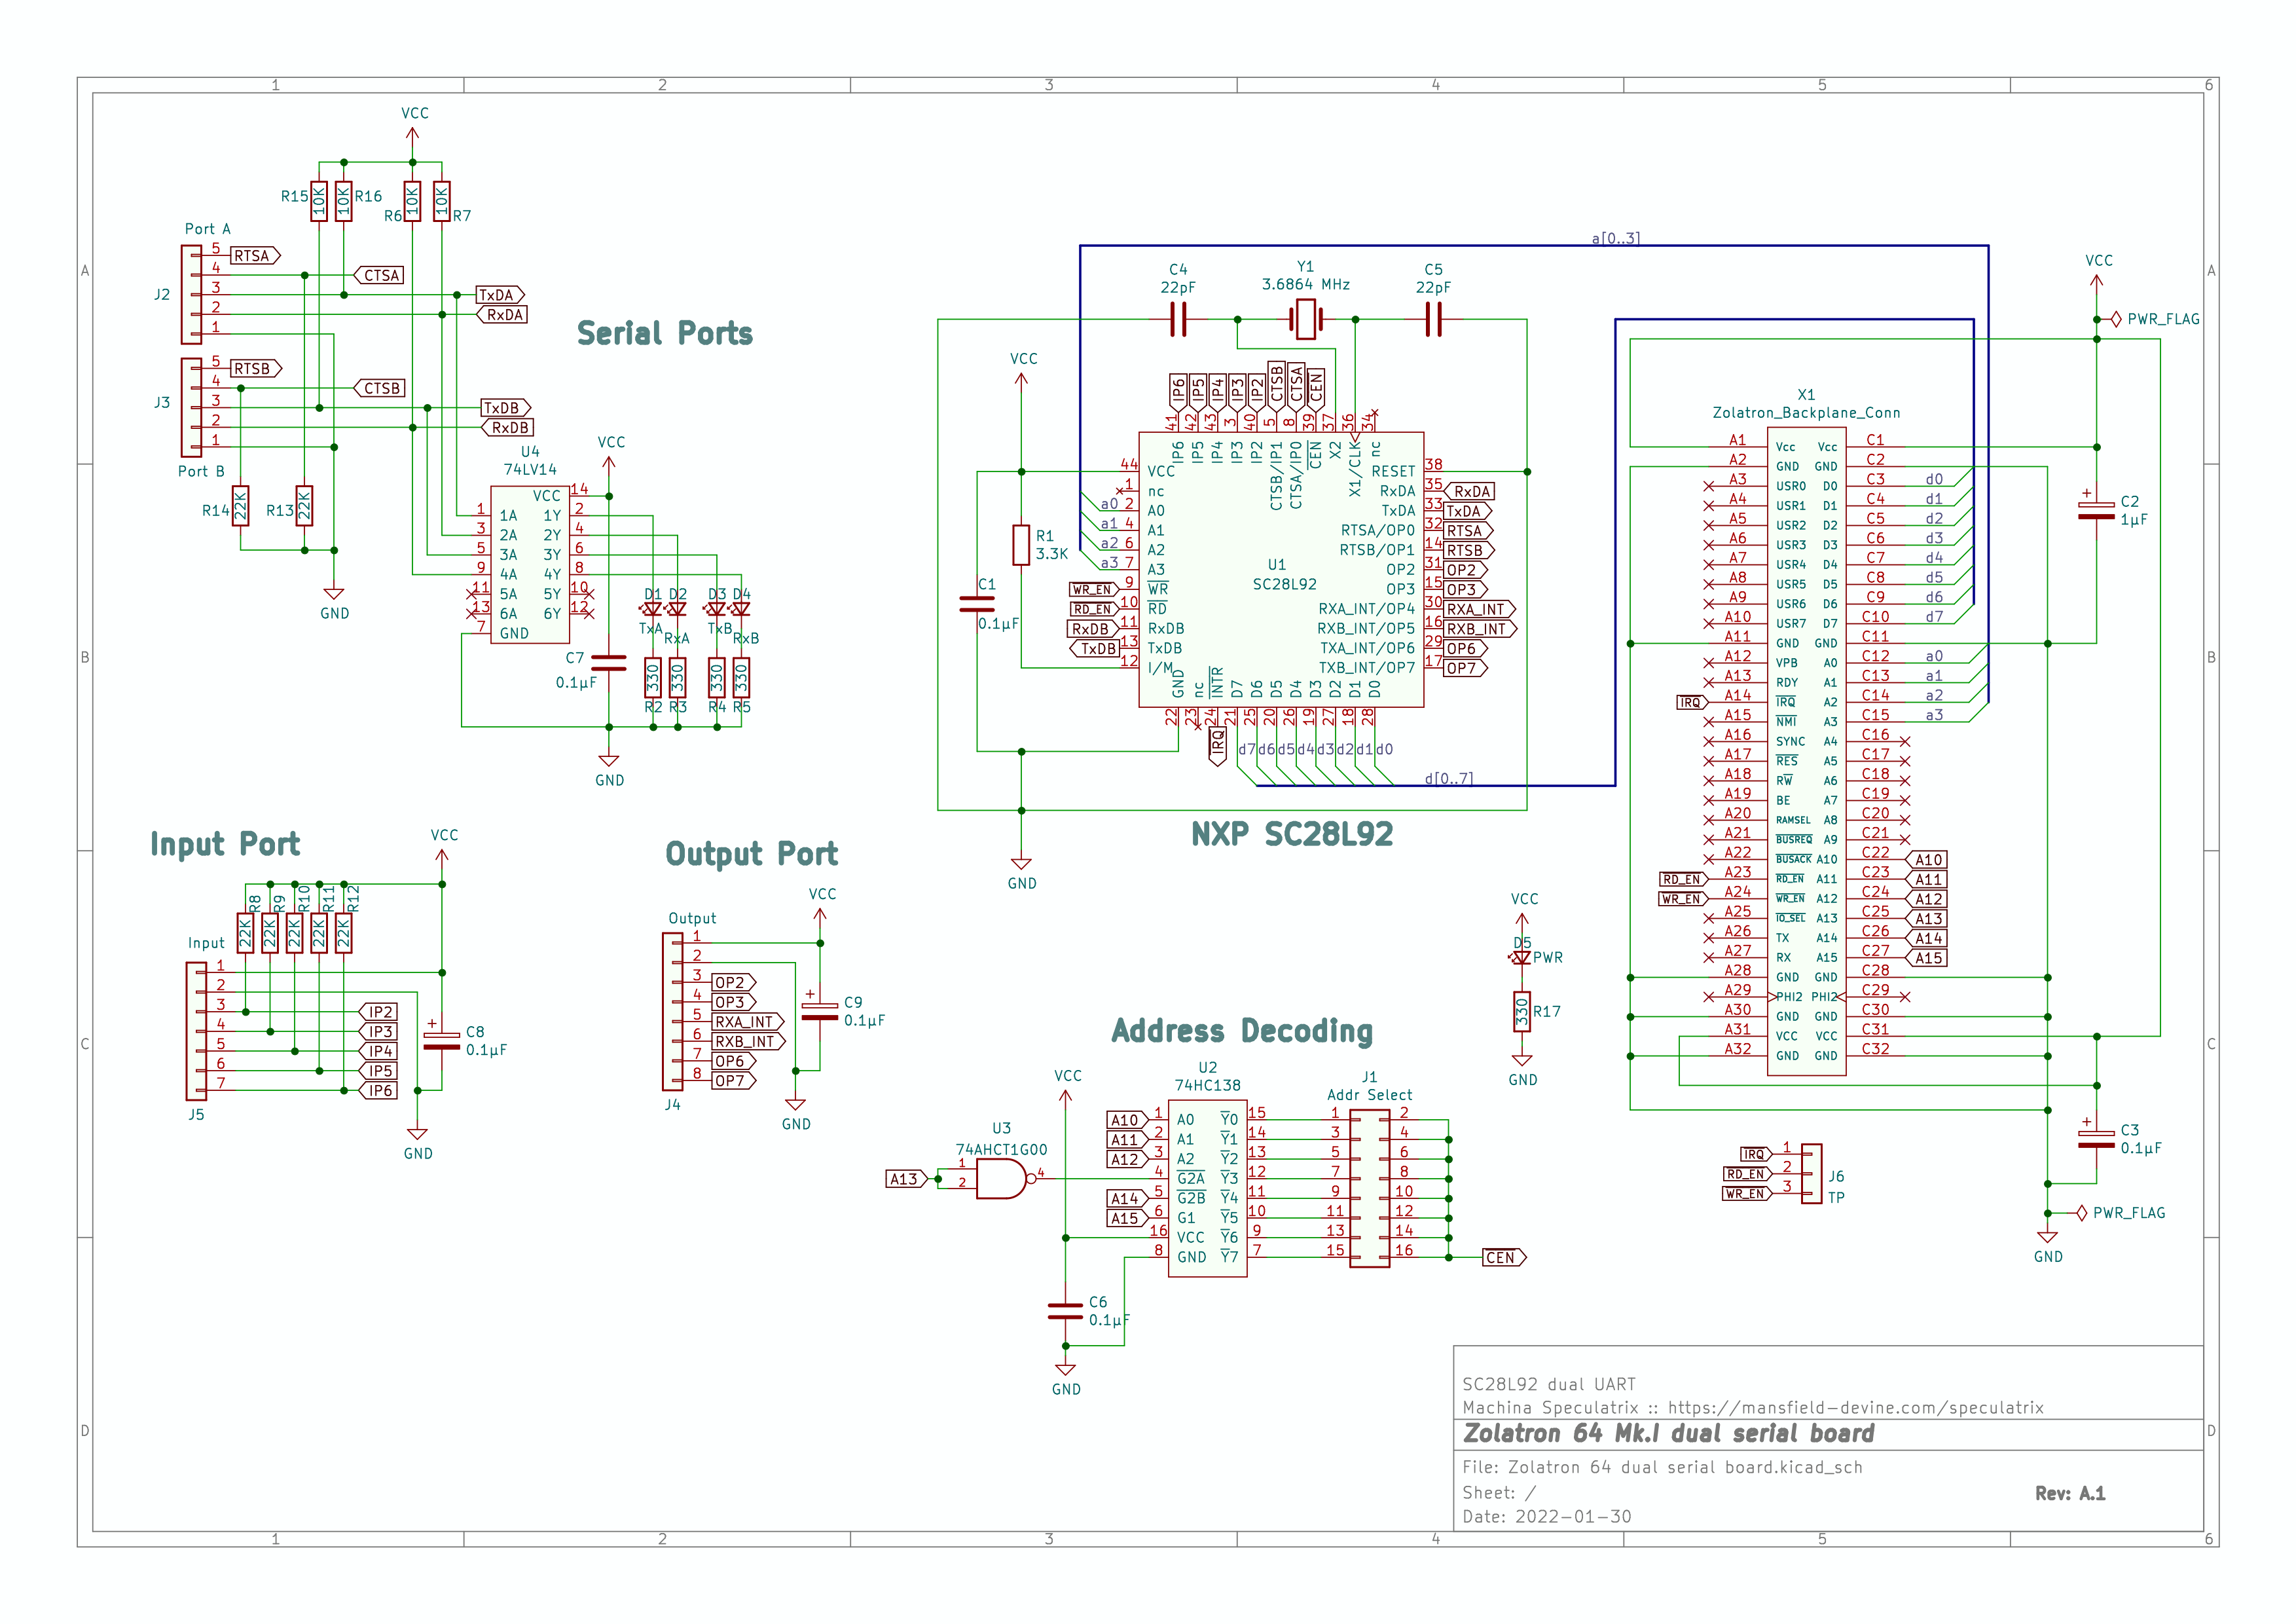 1 2 3 4 5 6
A
B
C
D
VCC
R15 10K
10K R16
R6 10K
10K R7
Port A
J2
5 RTSA
4 CTSA
3 TxDA
2 RxDA
1
J3
5 RTSB
4 CTSB
3 TxDB
2 RxDB
1
Port B
R14 22K
R13 22K
GND
Serial Ports
U4
74LV14
VCC
VCC 14
1 1A 1Y 2
3 2A 2Y 4
5 3A 3Y 6
9 4A 4Y 8
11 5A 5Y 10
13 6A 6Y 12
7 GND
D1 D2 D3 D4
TxA RxA TxB RxB
330 330 330 330
R2 R3 R4 R5
C7
0.1µF
GND
Input Port
VCC
R8 R9 R10 R11 R12
22K 22K 22K 22K 22K
Input
1
2
3 IP2
4 IP3
5 IP4
6 IP5
7 IP6
J5
C8
0.1µF
GND
Output Port
VCC
Output
1
2
3 OP2
4 OP3
5 RXA_INT
6 RXB_INT
7 OP6
8 OP7
J4
C9
0.1µF
GND
a[0..3]
C4
22pF
Y1
3.6864 MHz
C5
22pF
VCC
IP6 IP5 IP4 IP3 IP2 CTSB CTSA CEN
41 42 43 3 40 5 8 39 37 36 34
IP6 IP5 IP4 IP3 IP2 CTSB/IP1 CTSA/IP0 CEN X2 X1/CLK nc
44 VCC
1 nc
a0 2 A0
a1 4 A1
a2 6 A2
a3 7 A3
WR_EN 9 WR
RD_EN 10 RD
RxDB 11 RxDB
TxDB 13 TxDB
12 I/M
U1
SC28L92
RESET 38
RxDA 35 RxDA
TxDA 33 TxDA
RTSA/OP0 32 RTSA
RTSB/OP1 14 RTSB
OP2 31 OP2
OP3 15 OP3
RXA_INT/OP4 30 RXA_INT
RXB_INT/OP5 16 RXB_INT
TXA_INT/OP6 29 OP6
TXB_INT/OP7 17 OP7
GND nc INTR D7 D6 D5 D4 D3 D2 D1 D0
22 23 24 21 25 20 26 19 27 18 28
IRQ
d7 d6 d5 d4 d3 d2 d1 d0
d[0..7]
R1
3.3K
C1
0.1µF
GND
NXP SC28L92
VCC
D5
PWR
330 R17
GND
Address Decoding
VCC
U3
74AHCT1G00
A13
1
2
4
U2
74HC138
A10 1 A0 Y0 15
A11 2 A1 Y1 14
A12 3 A2 Y2 13
4 G2A Y3 12
A14 5 G2B Y4 11
A15 6 G1 Y5 10
16 VCC Y6 9
8 GND Y7 7
J1
Addr Select
1 2
3 4
5 6
7 8
9 10
11 12
13 14
15 16
CEN
C6
0.1µF
GND
VCC
PWR_FLAG
X1
Zolatron_Backplane_Conn
A1 Vcc Vcc C1
A2 GND GND C2
A3 USR0 D0 C3 d0
A4 USR1 D1 C4 d1
A5 USR2 D2 C5 d2
A6 USR3 D3 C6 d3
A7 USR4 D4 C7 d4
A8 USR5 D5 C8 d5
A9 USR6 D6 C9 d6
A10 USR7 D7 C10 d7
A11 GND GND C11
A12 VPB A0 C12 a0
A13 RDY A1 C13 a1
IRQ A14 IRQ A2 C14 a2
A15 NMI A3 C15 a3
A16 SYNC A4 C16
A17 RES A5 C17
A18 RW A6 C18
A19 BE A7 C19
A20 RAMSEL A8 C20
A21 BUSREQ A9 C21
A22 BUSACK A10 C22 A10
RD_EN A23 RD_EN A11 C23 A11
WR_EN A24 WR_EN A12 C24 A12
A25 IO_SEL A13 C25 A13
A26 TX A14 C26 A14
A27 RX A15 C27 A15
A28 GND GND C28
A29 PHI2 PHI2 C29
A30 GND GND C30
A31 VCC VCC C31
A32 GND GND C32
C2
1µF
C3
0.1µF
IRQ 1
RD_EN 2
WR_EN 3
J6
TP
PWR_FLAG
GND
SC28L92 dual UART
Machina Speculatrix :: https://mansfield-devine.com/speculatrix
Zolatron 64 Mk.I dual serial board
File: Zolatron 64 dual serial board.kicad_sch
Sheet: /
Rev: A.1
Date: 2022-01-30
A
B
C
D
1 2 3 4 5 6